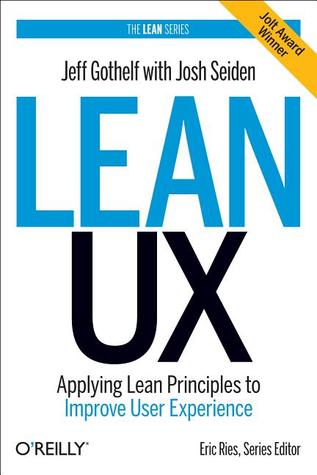 THE LEAN SERIES
Jolt Award
Winner
Jeff Gothelf with Josh Seiden
LEAN
UX
Applying Lean Principles to
Improve User Experience
O'REILLY®
Eric Ries, Series Editor